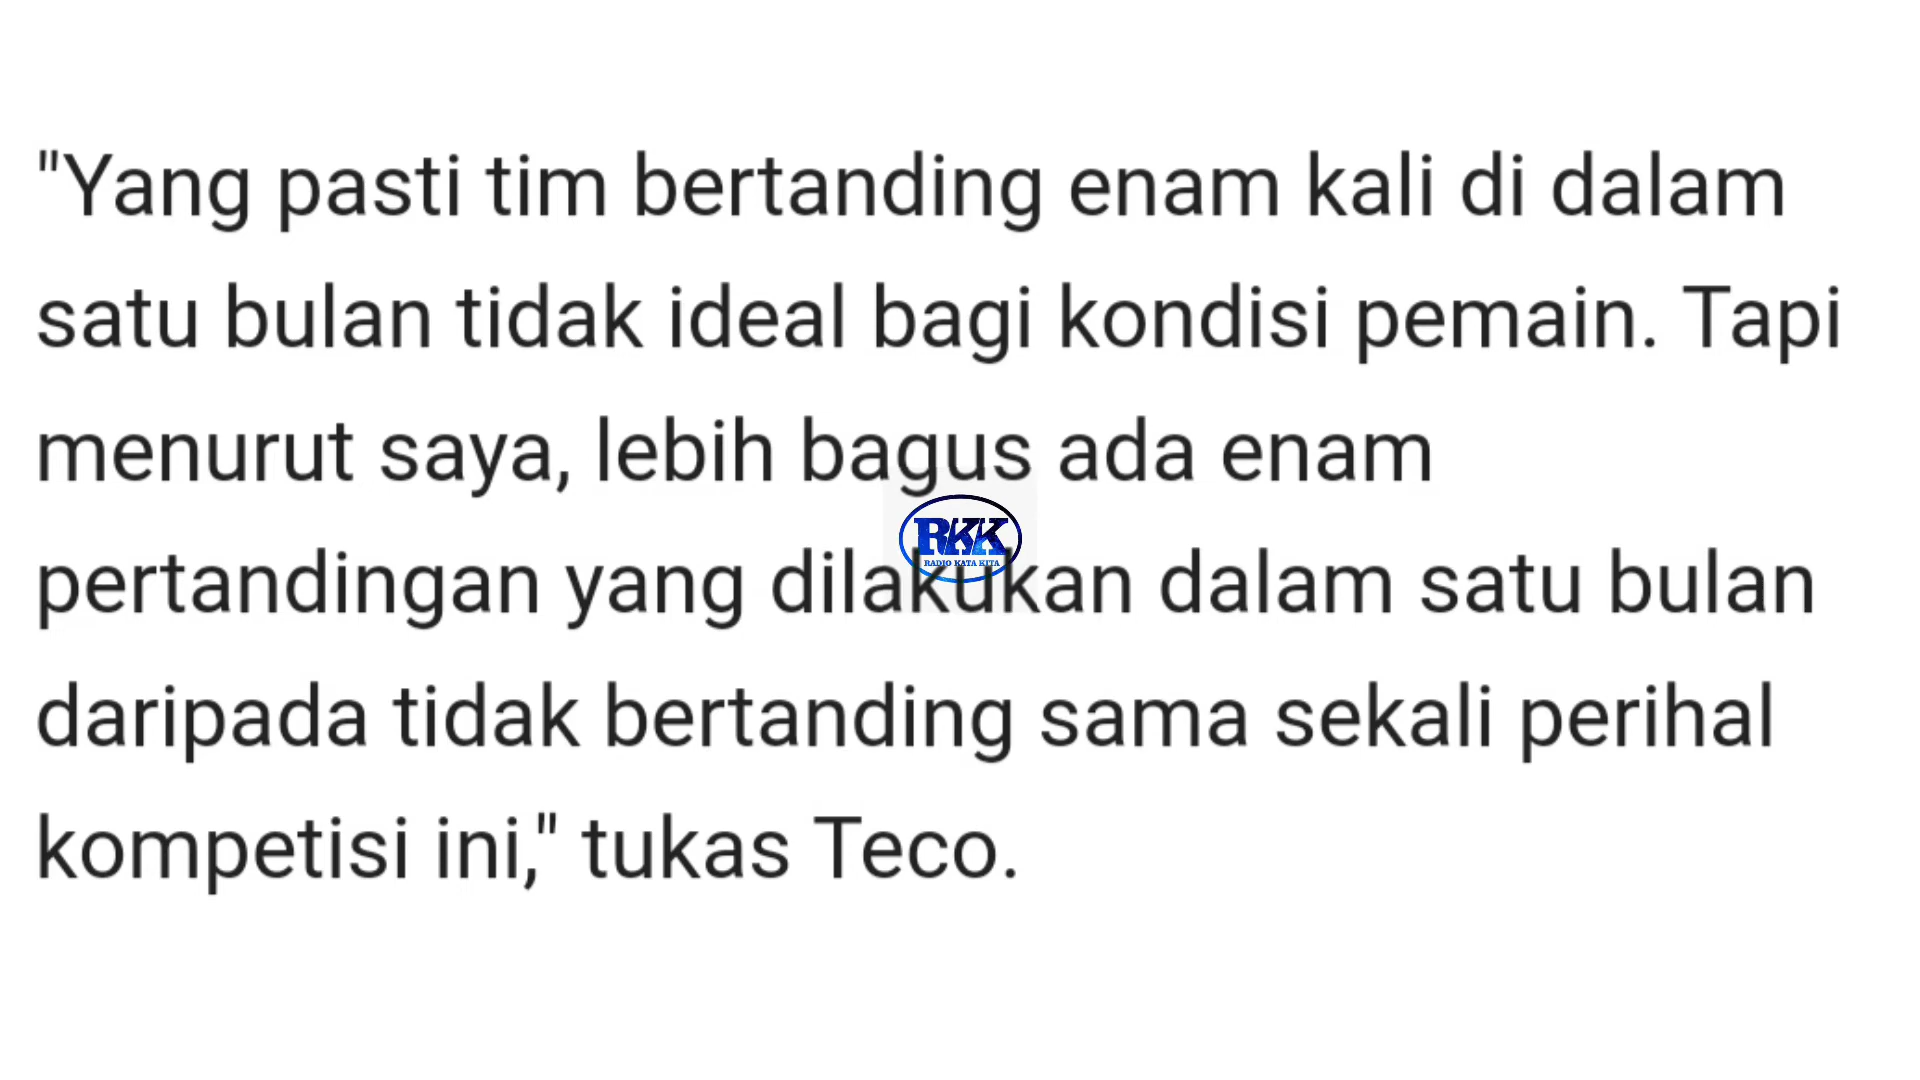 "Yang pasti tim bertanding enam kali di dalam
satu bulan tidak ideal bagi kondisi pemain. Tapi
menurut saya, lebih bagus ada enam
RKK
RADIO KATA KITA
pertandingan yang dilakukan dalam satu bulan
daripada tidak bertanding sama sekali perihal
kompetisi ini," tukas Teco.